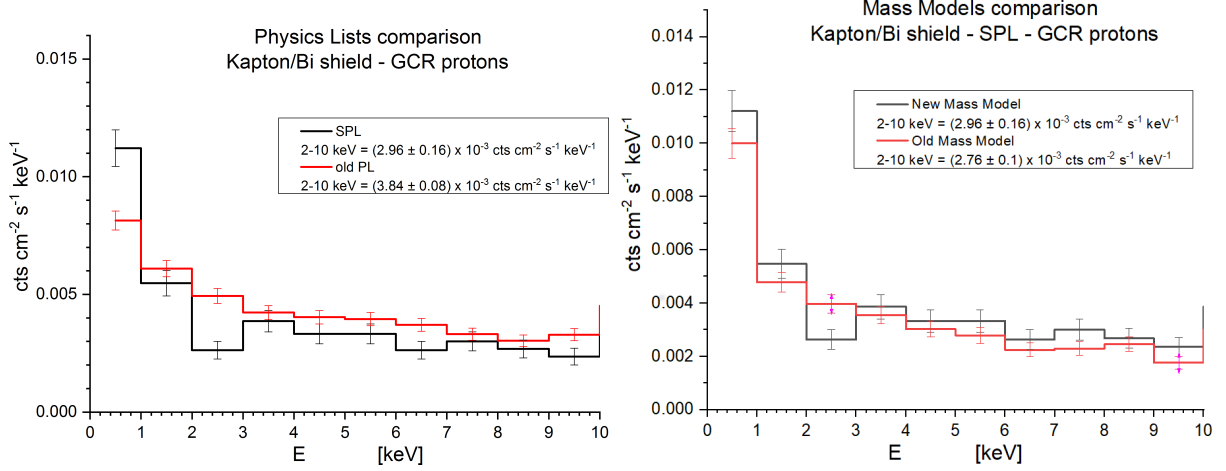 Physics Lists comparison
Kapton/Bi shield - GCR protons
SPL
2-10 keV = (2.96 ± 0.16) x 10⁻³ cts cm⁻² s⁻¹ keV⁻¹
old PL
2-10 keV = (3.84 ± 0.08) x 10⁻³ cts cm⁻² s⁻¹ keV⁻¹
cts cm⁻² s⁻¹ keV⁻¹
0.015
0.010
0.005
0.000
0 1 2 3 4 5 6 7 8 9 10
E [keV]
Mass Models comparison
Kapton/Bi shield - SPL - GCR protons
New Mass Model
2-10 keV = (2.96 ± 0.16) x 10⁻³ cts cm⁻² s⁻¹ keV⁻¹
Old Mass Model
2-10 keV = (2.76 ± 0.1) x 10⁻³ cts cm⁻² s⁻¹ keV⁻¹
cts cm⁻² s⁻¹ keV⁻¹
0.014
0.012
0.010
0.008
0.006
0.004
0.002
0.000
0 1 2 3 4 5 6 7 8 9 10
E [keV]